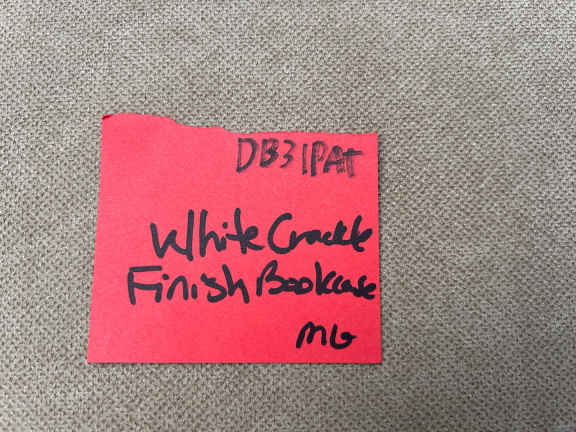 DB31PAT
White Crackle
Finish Bookcase
MG